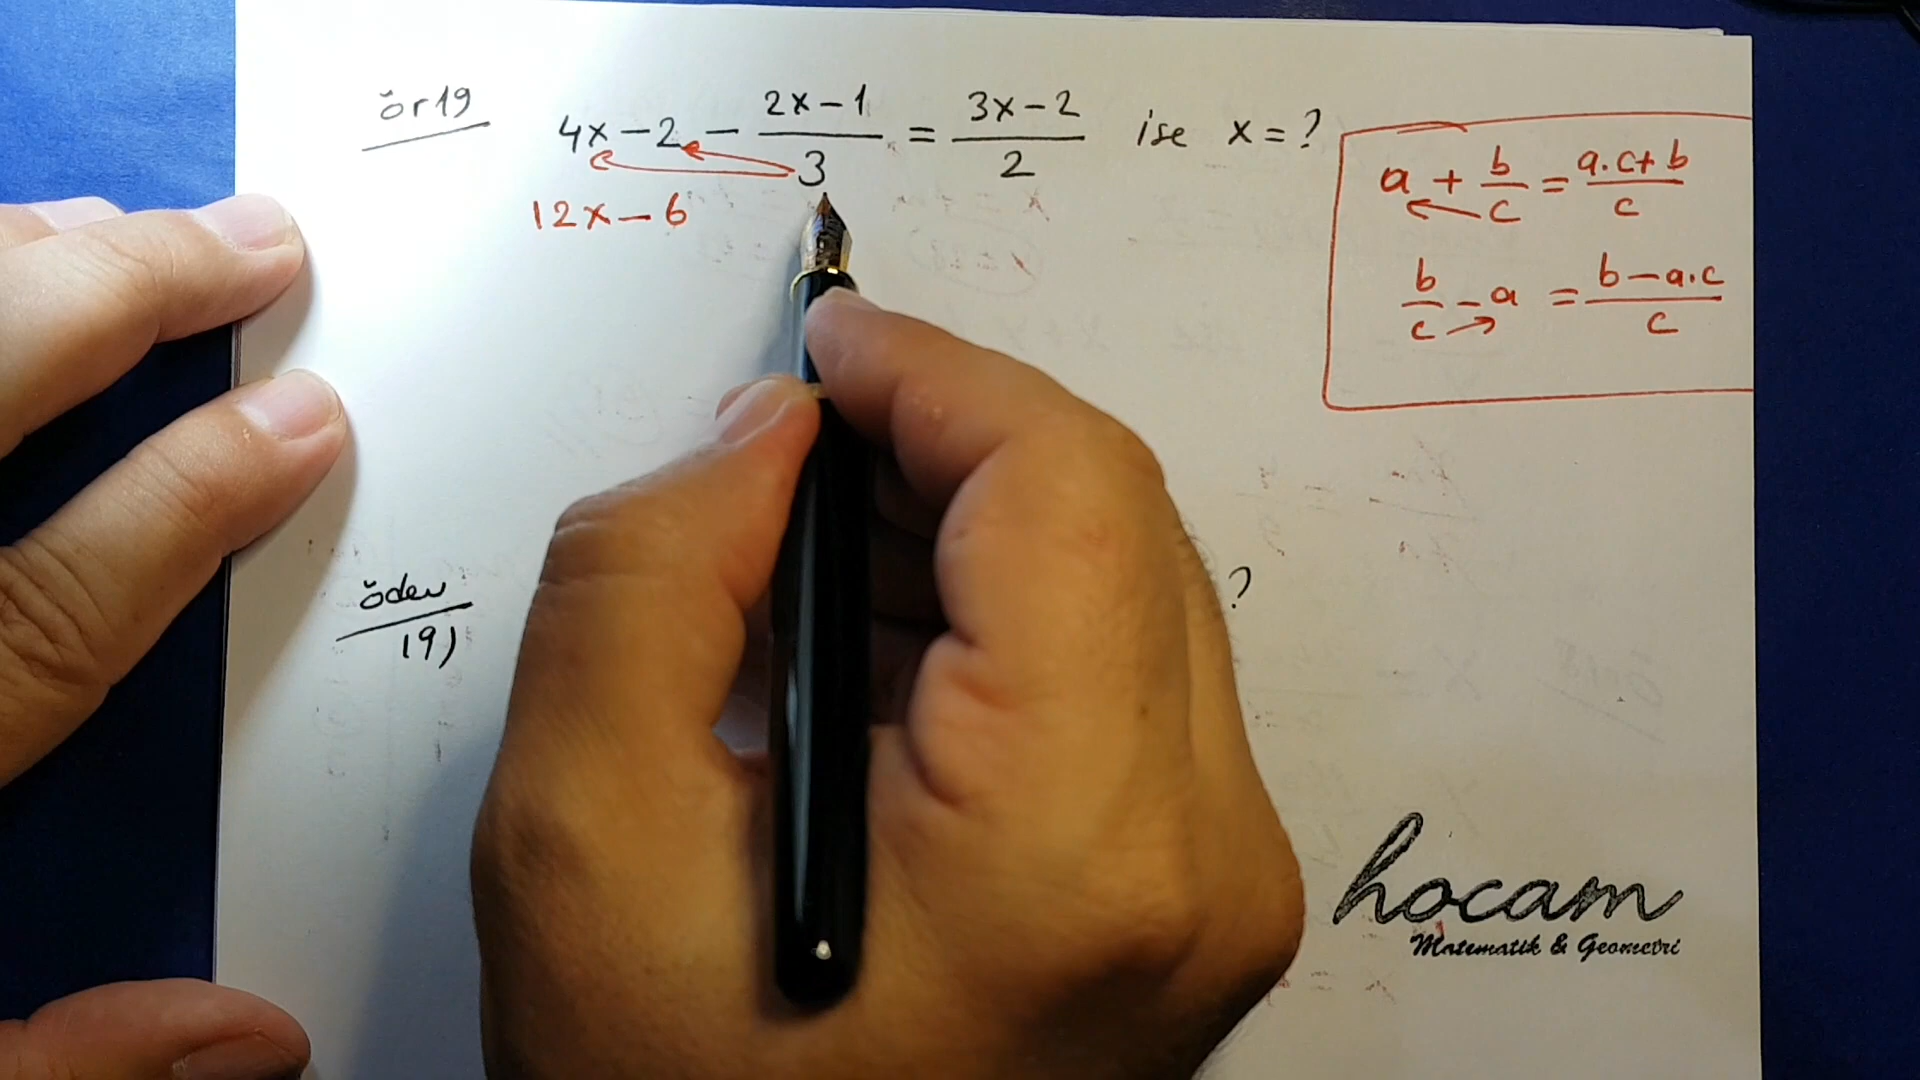 ör19
4x - 2 - (2x - 1)/3 = (3x - 2)/2 ise x = ?
12x - 6
a + b/c = (a.c + b)/c
b/c - a = (b - a.c)/c
ödev
19)
?
hocam
Matematik & Geometri